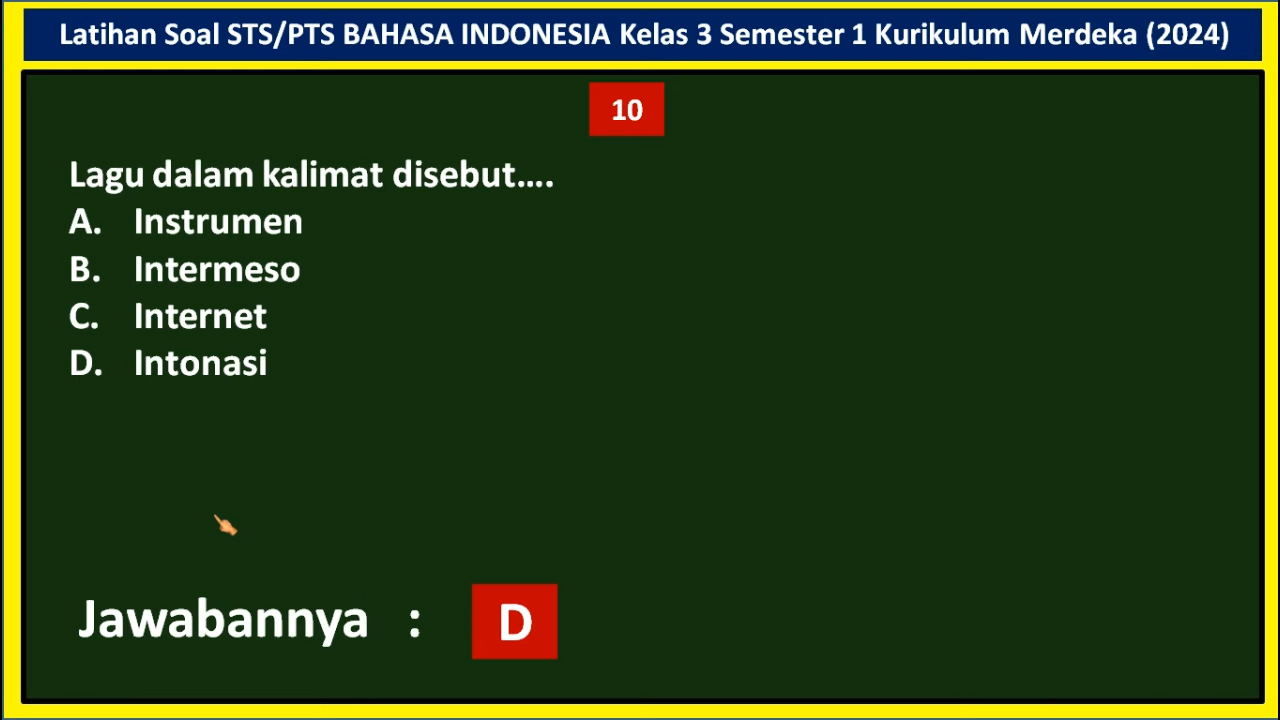 Latihan Soal STS/PTS BAHASA INDONESIA Kelas 3 Semester 1 Kurikulum Merdeka (2024)
10
Lagu dalam kalimat disebut....
A. Instrumen
B. Intermeso
C. Internet
D. Intonasi
Jawabannya : D